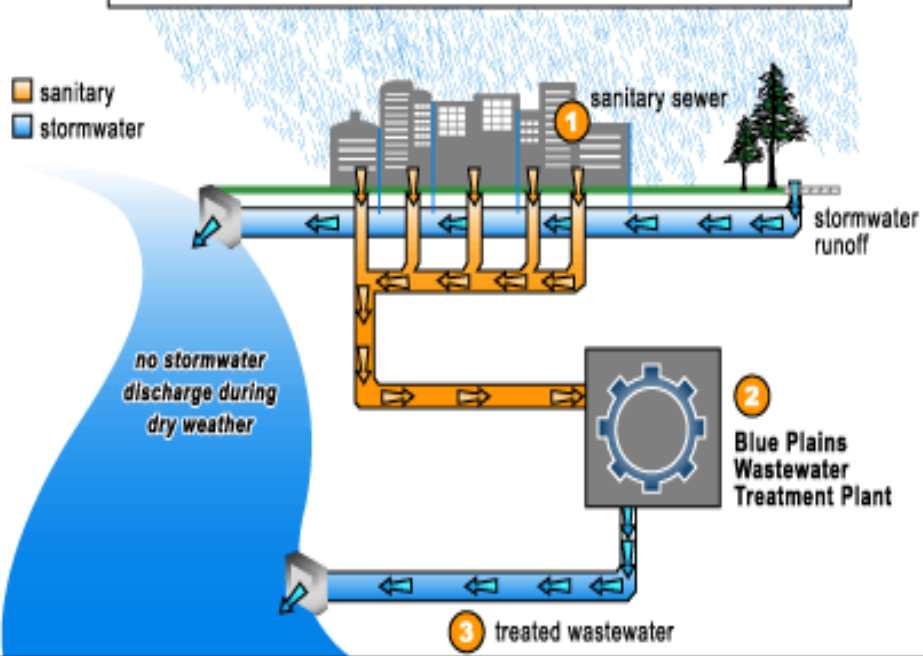 sanitary
stormwater
1
sanitary sewer
stormwater
runoff
no stormwater
discharge during
dry weather
2
Blue Plains
Wastewater
Treatment Plant
3
treated wastewater